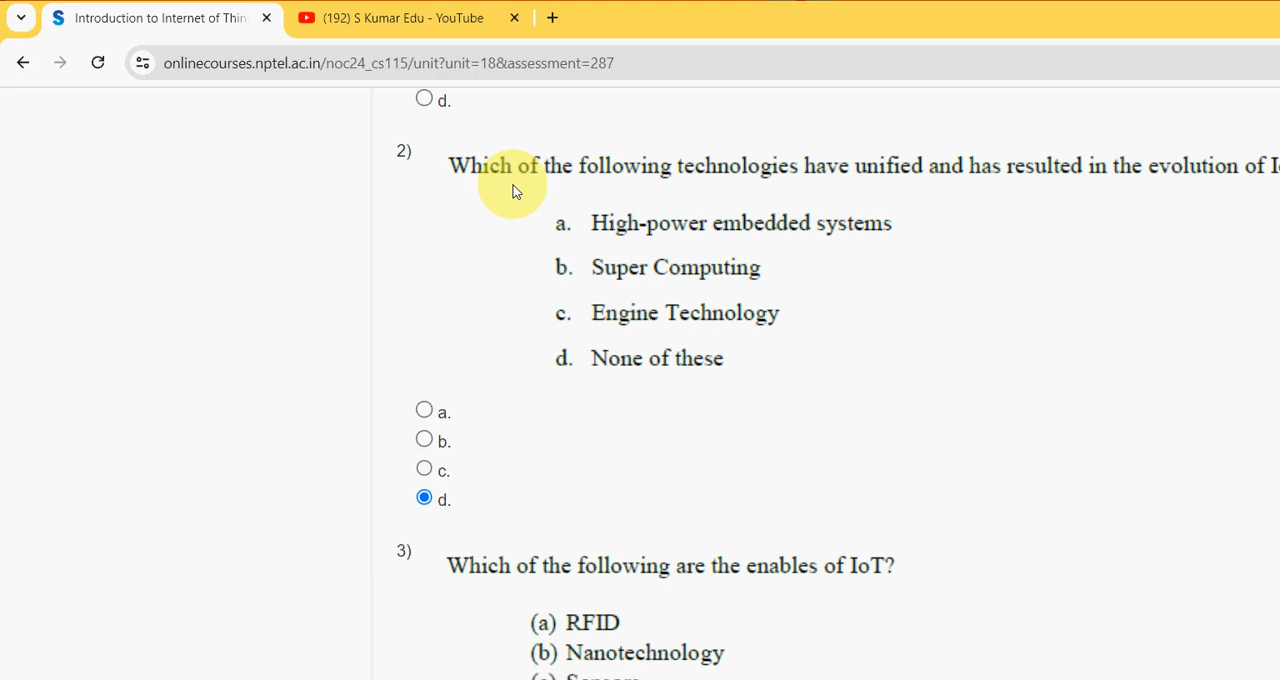 Introduction to Internet of Thin
(192) S Kumar Edu - YouTube
onlinecourses.nptel.ac.in/noc24_cs115/unit?unit=18&assessment=287
d.
2)
Which of the following technologies have unified and has resulted in the evolution of I
a. High-power embedded systems
b. Super Computing
c. Engine Technology
d. None of these
a.
b.
c.
d.
3)
Which of the following are the enables of IoT?
(a) RFID
(b) Nanotechnology